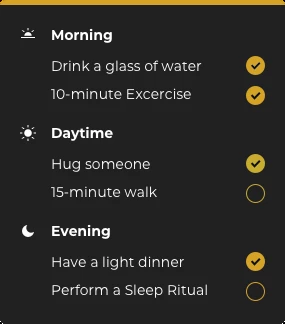 Morning
Drink a glass of water
10-minute Excercise
Daytime
Hug someone
15-minute walk
Evening
Have a light dinner
Perform a Sleep Ritual